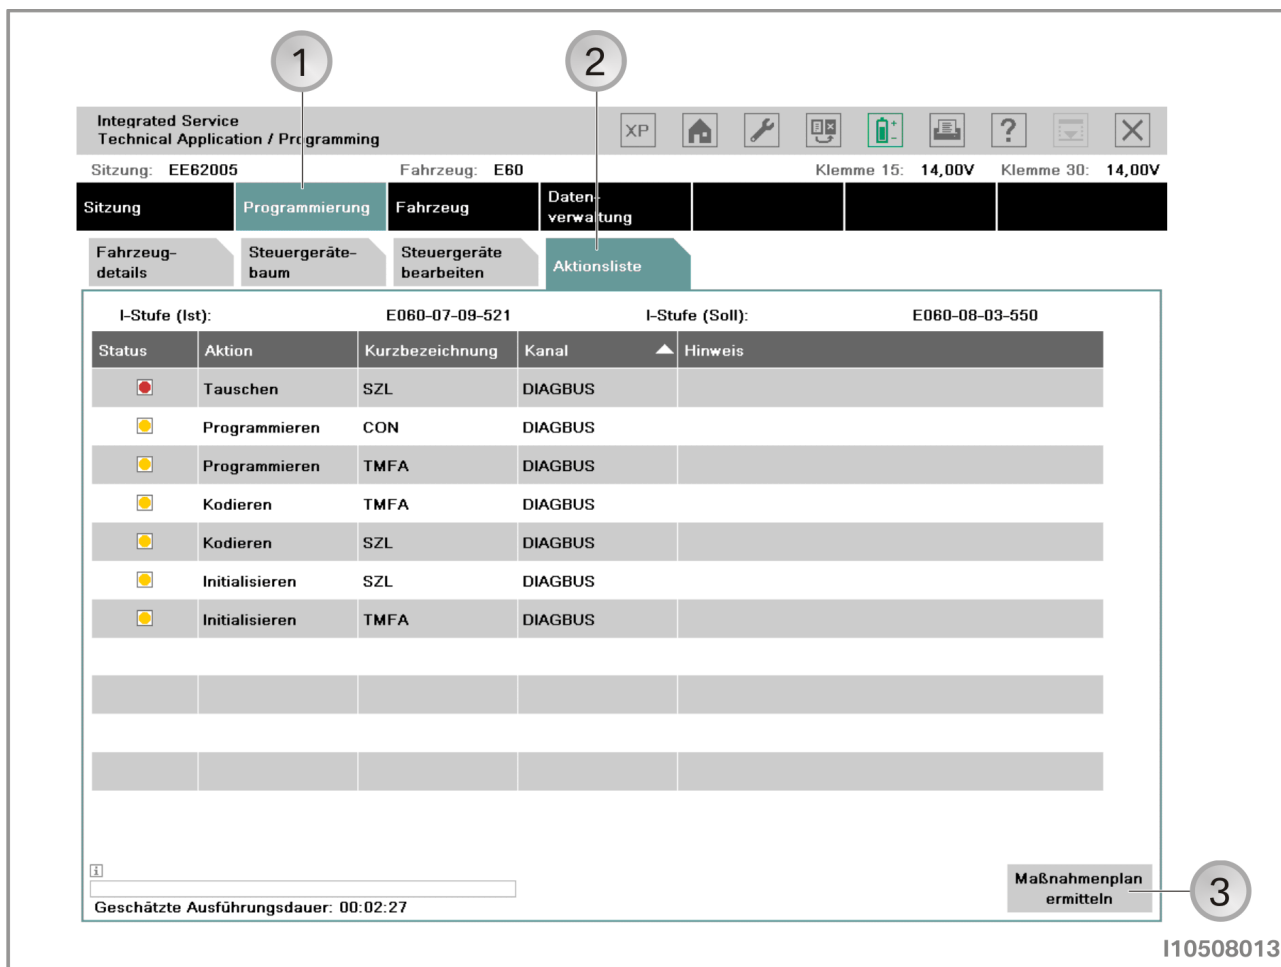 1
2
Integrated Service
Technical Application / Programming
XP
?
Sitzung: EE62005 Fahrzeug: E60 Klemme 15: 14,00V Klemme 30: 14,00V
Sitzung Programmierung Fahrzeug Daten-
verwaltung
Fahrzeug-
details
Steuergeräte-
baum
Steuergeräte
bearbeiten
Aktionsliste
I-Stufe (Ist): E060-07-09-521 I-Stufe (Soll): E060-08-03-550
Status Aktion Kurzbezeichnung Kanal Hinweis
Tauschen SZL DIAGBUS
Programmieren CON DIAGBUS
Programmieren TMFA DIAGBUS
Kodieren TMFA DIAGBUS
Kodieren SZL DIAGBUS
Initialisieren SZL DIAGBUS
Initialisieren TMFA DIAGBUS
i
Geschätzte Ausführungsdauer: 00:02:27
Maßnahmenplan
ermitteln
3
I10508013